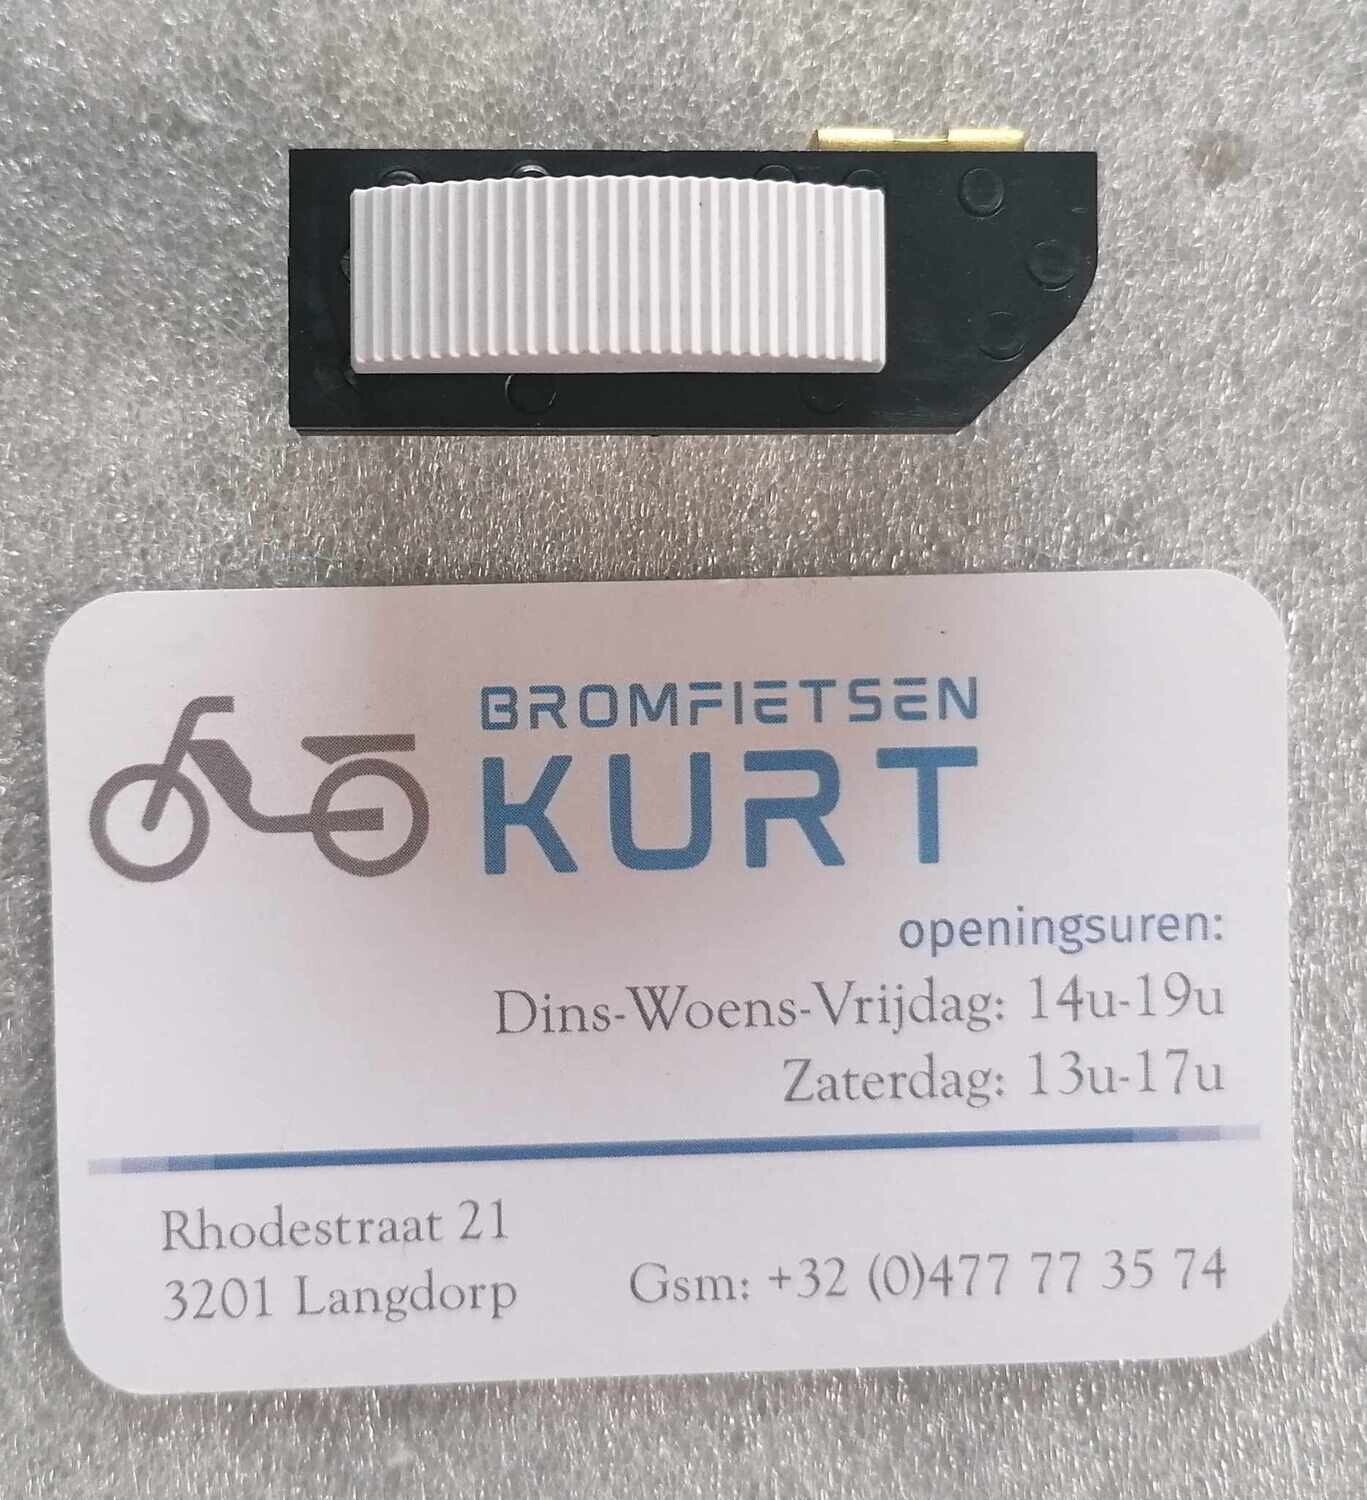 BROMFIETSEN
KURT
openingsuren:
Dins-Woens-Vrijdag: 14u-19u
Zaterdag: 13u-17u
Rhodestraat 21
3201 Langdorp
Gsm: +32 (0)477 77 35 74